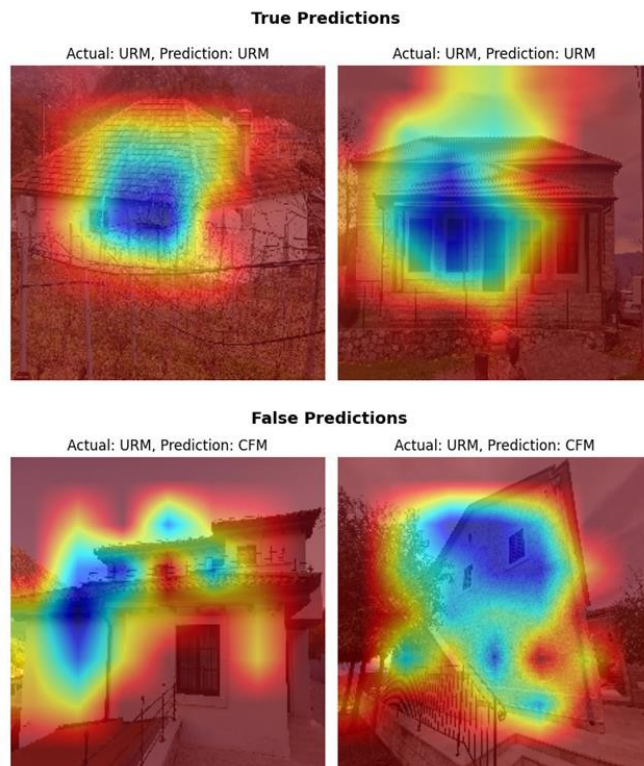 True Predictions
Actual: URM, Prediction: URM
Actual: URM, Prediction: URM
False Predictions
Actual: URM, Prediction: CFM
Actual: URM, Prediction: CFM